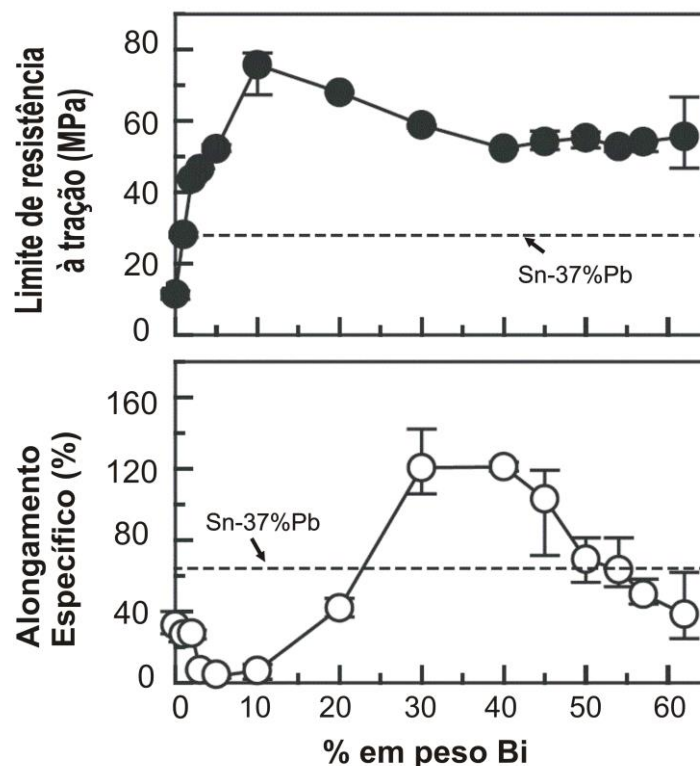 Limite de resistência
à tração (MPa)
80
60
40
20
0
Sn-37%Pb
Alongamento
Específico (%)
160
120
80
40
0
Sn-37%Pb
0 10 20 30 40 50 60
% em peso Bi